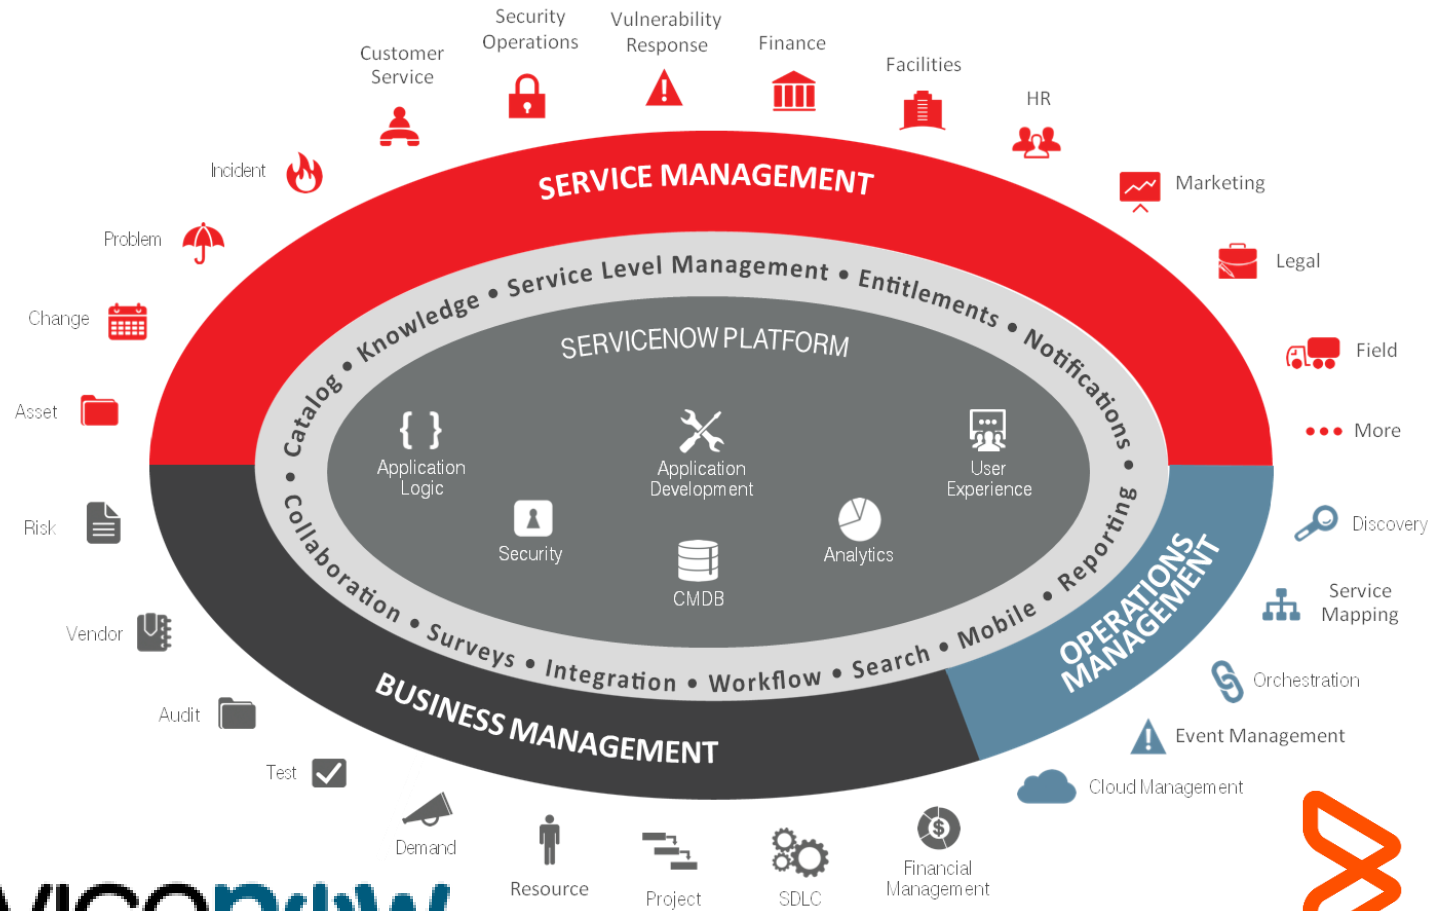 Security
Operations
Vulnerability
Response
Finance
Customer
Service
Facilities
HR
Incident
Marketing
Problem
Legal
Change
Field
Asset
More
Risk
Discovery
Vendor
Service
Mapping
Audit
Orchestration
Test
Event Management
Cloud Management
Demand
Resource
Project
SDLC
Financial
Management
SERVICE MANAGEMENT
BUSINESS MANAGEMENT
OPERATIONS
MANAGEMENT
• Catalog • Knowledge • Service Level Management • Entitlements • Notifications •
Collaboration • Surveys • Integration • Workflow • Search • Mobile • Reporting
SERVICENOW PLATFORM
{ }
Application
Logic
Application
Development
User
Experience
Security
CMDB
Analytics
vicenow